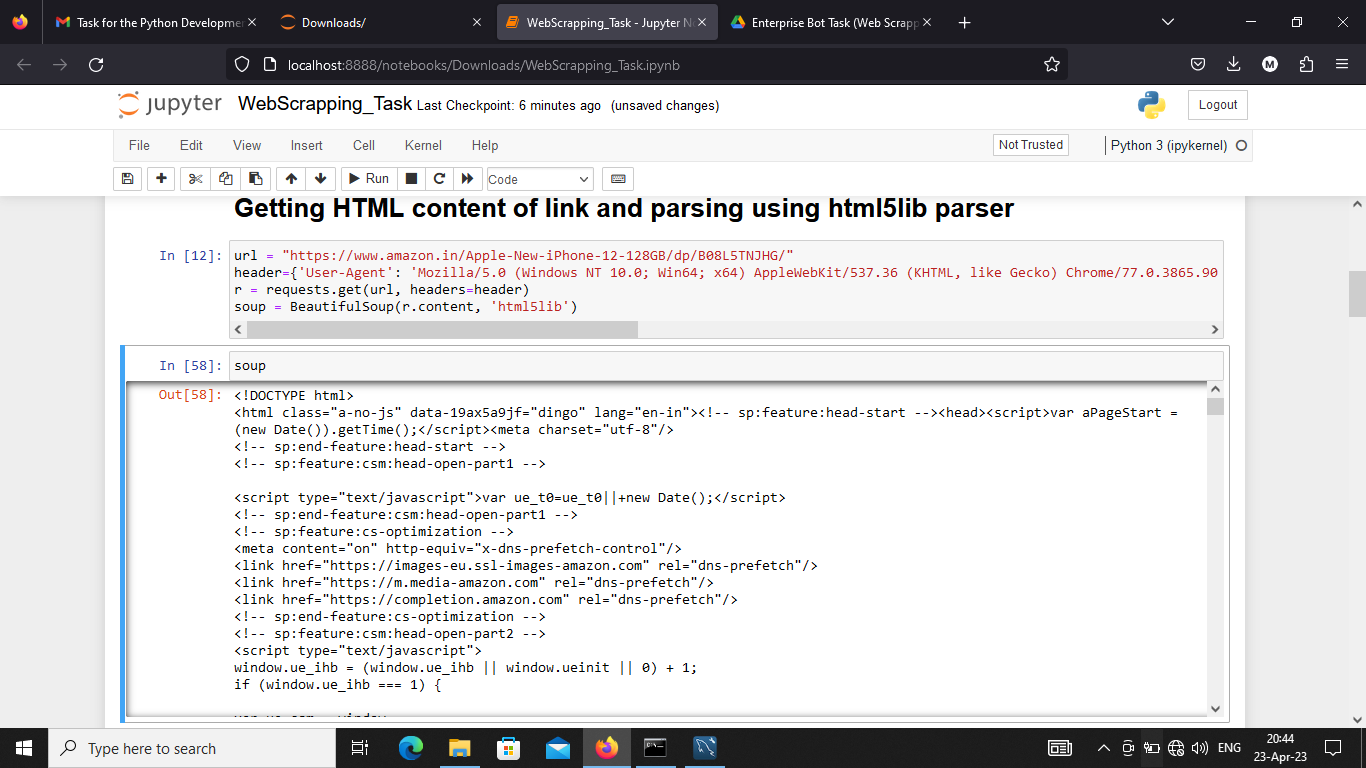 Task for the Python Developme
Downloads/
WebScrapping_Task - Jupyter N
Enterprise Bot Task (Web Scrapp
localhost:8888/notebooks/Downloads/WebScrapping_Task.ipynb
M
jupyter WebScrapping_Task Last Checkpoint: 6 minutes ago (unsaved changes)
Logout
File Edit View Insert Cell Kernel Help
Not Trusted
Python 3 (ipykernel)
Run
Code
Getting HTML content of link and parsing using html5lib parser
In [12]:
url = "https://www.amazon.in/Apple-New-iPhone-12-128GB/dp/B08L5TNJHG/"
header={'User-Agent': 'Mozilla/5.0 (Windows NT 10.0; Win64; x64) AppleWebKit/537.36 (KHTML, like Gecko) Chrome/77.0.3865.90
r = requests.get(url, headers=header)
soup = BeautifulSoup(r.content, 'html5lib')
In [58]:
soup
Out[58]:
<!DOCTYPE html>
<html class="a-no-js" data-19ax5a9jf="dingo" lang="en-in"><!-- sp:feature:head-start --><head><script>var aPageStart =
(new Date()).getTime();</script><meta charset="utf-8"/>
<!-- sp:end-feature:head-start -->
<!-- sp:feature:csm:head-open-part1 -->
<script type="text/javascript">var ue_t0=ue_t0||+new Date();</script>
<!-- sp:end-feature:csm:head-open-part1 -->
<!-- sp:feature:cs-optimization -->
<meta content="on" http-equiv="x-dns-prefetch-control"/>
<link href="https://images-eu.ssl-images-amazon.com" rel="dns-prefetch"/>
<link href="https://m.media-amazon.com" rel="dns-prefetch"/>
<link href="https://completion.amazon.com" rel="dns-prefetch"/>
<!-- sp:end-feature:cs-optimization -->
<!-- sp:feature:csm:head-open-part2 -->
<script type="text/javascript">
window.ue_ihb = (window.ue_ihb || window.ueinit || 0) + 1;
if (window.ue_ihb === 1) {
Type here to search
ENG
20:44
23-Apr-23